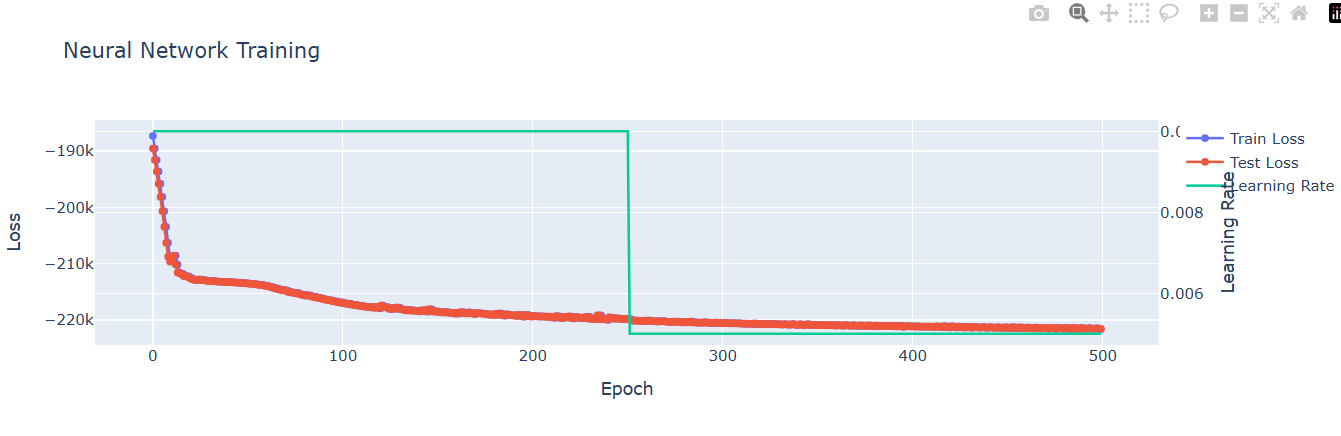 Neural Network Training
−190k
−200k
−210k
−220k
Loss
0
100
200
300
400
500
Epoch
0.008
0.006
Learning Rate
Train Loss
Test Loss
Learning Rate